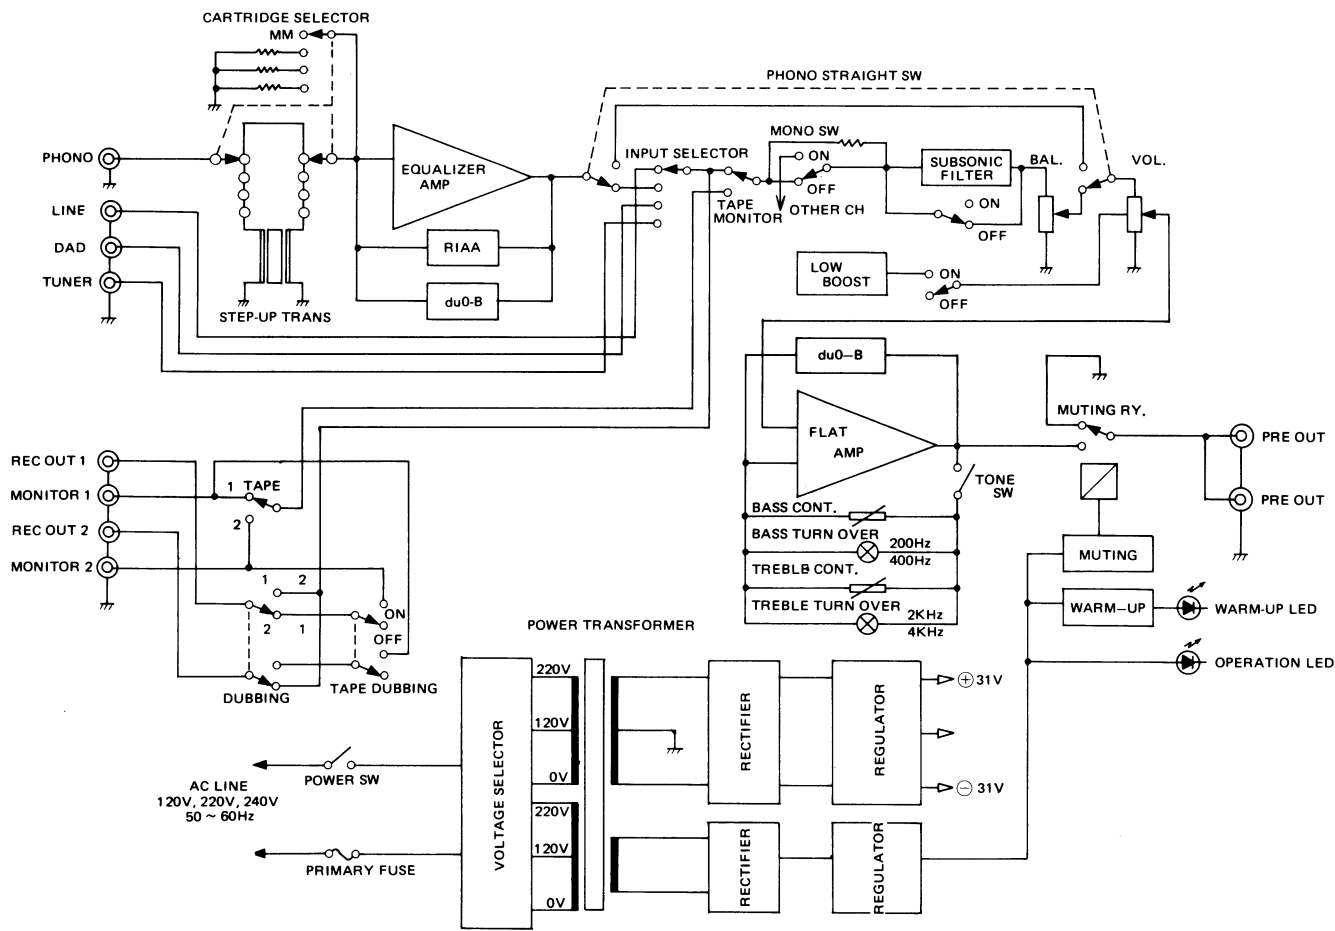 CARTRIDGE SELECTOR
MM
PHONO STRAIGHT SW
MONO SW
PHONO
EQUALIZER
AMP
INPUT SELECTOR
ON
SUBSONIC
FILTER
BAL.
VOL.
OFF
TAPE
MONITOR
OTHER CH
ON
OFF
LINE
DAD
RIAA
TUNER
LOW
BOOST
ON
OFF
du0-B
STEP-UP TRANS
du0–B
MUTING RY.
FLAT
AMP
PRE OUT
REC OUT 1
MONITOR 1
1 TAPE
2
TONE
SW
PRE OUT
REC OUT 2
MONITOR 2
BASS CONT.
BASS TURN OVER
200Hz
400Hz
MUTING
TREBLB CONT.
1 2
2 1
ON
OFF
TREBLE TURN OVER
2KHz
4KHz
WARM–UP
WARM-UP LED
OPERATION LED
DUBBING
TAPE DUBBING
POWER TRANSFORMER
220V
120V
0V
220V
120V
0V
VOLTAGE SELECTOR
RECTIFIER
REGULATOR
+ 31V
− 31V
RECTIFIER
REGULATOR
POWER SW
AC LINE
120V, 220V, 240V
50 ~ 60Hz
PRIMARY FUSE